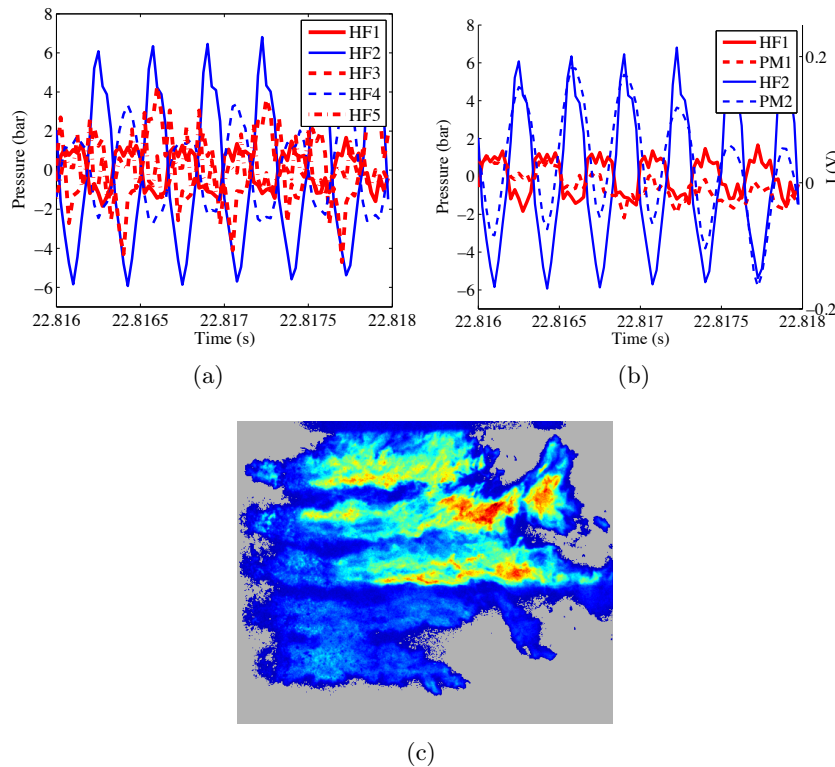 8
6
4
2
0
−2
−4
−6
Pressure (bar)
22.816
22.8165
22.817
22.8175
22.818
Time (s)
HF1
HF2
HF3
HF4
HF5
(a)
8
6
4
2
0
−2
−4
−6
Pressure (bar)
22.816
22.8165
22.817
22.8175
22.818
Time (s)
0.2
0
−0.2
HF1
PM1
HF2
PM2
(b)
(c)